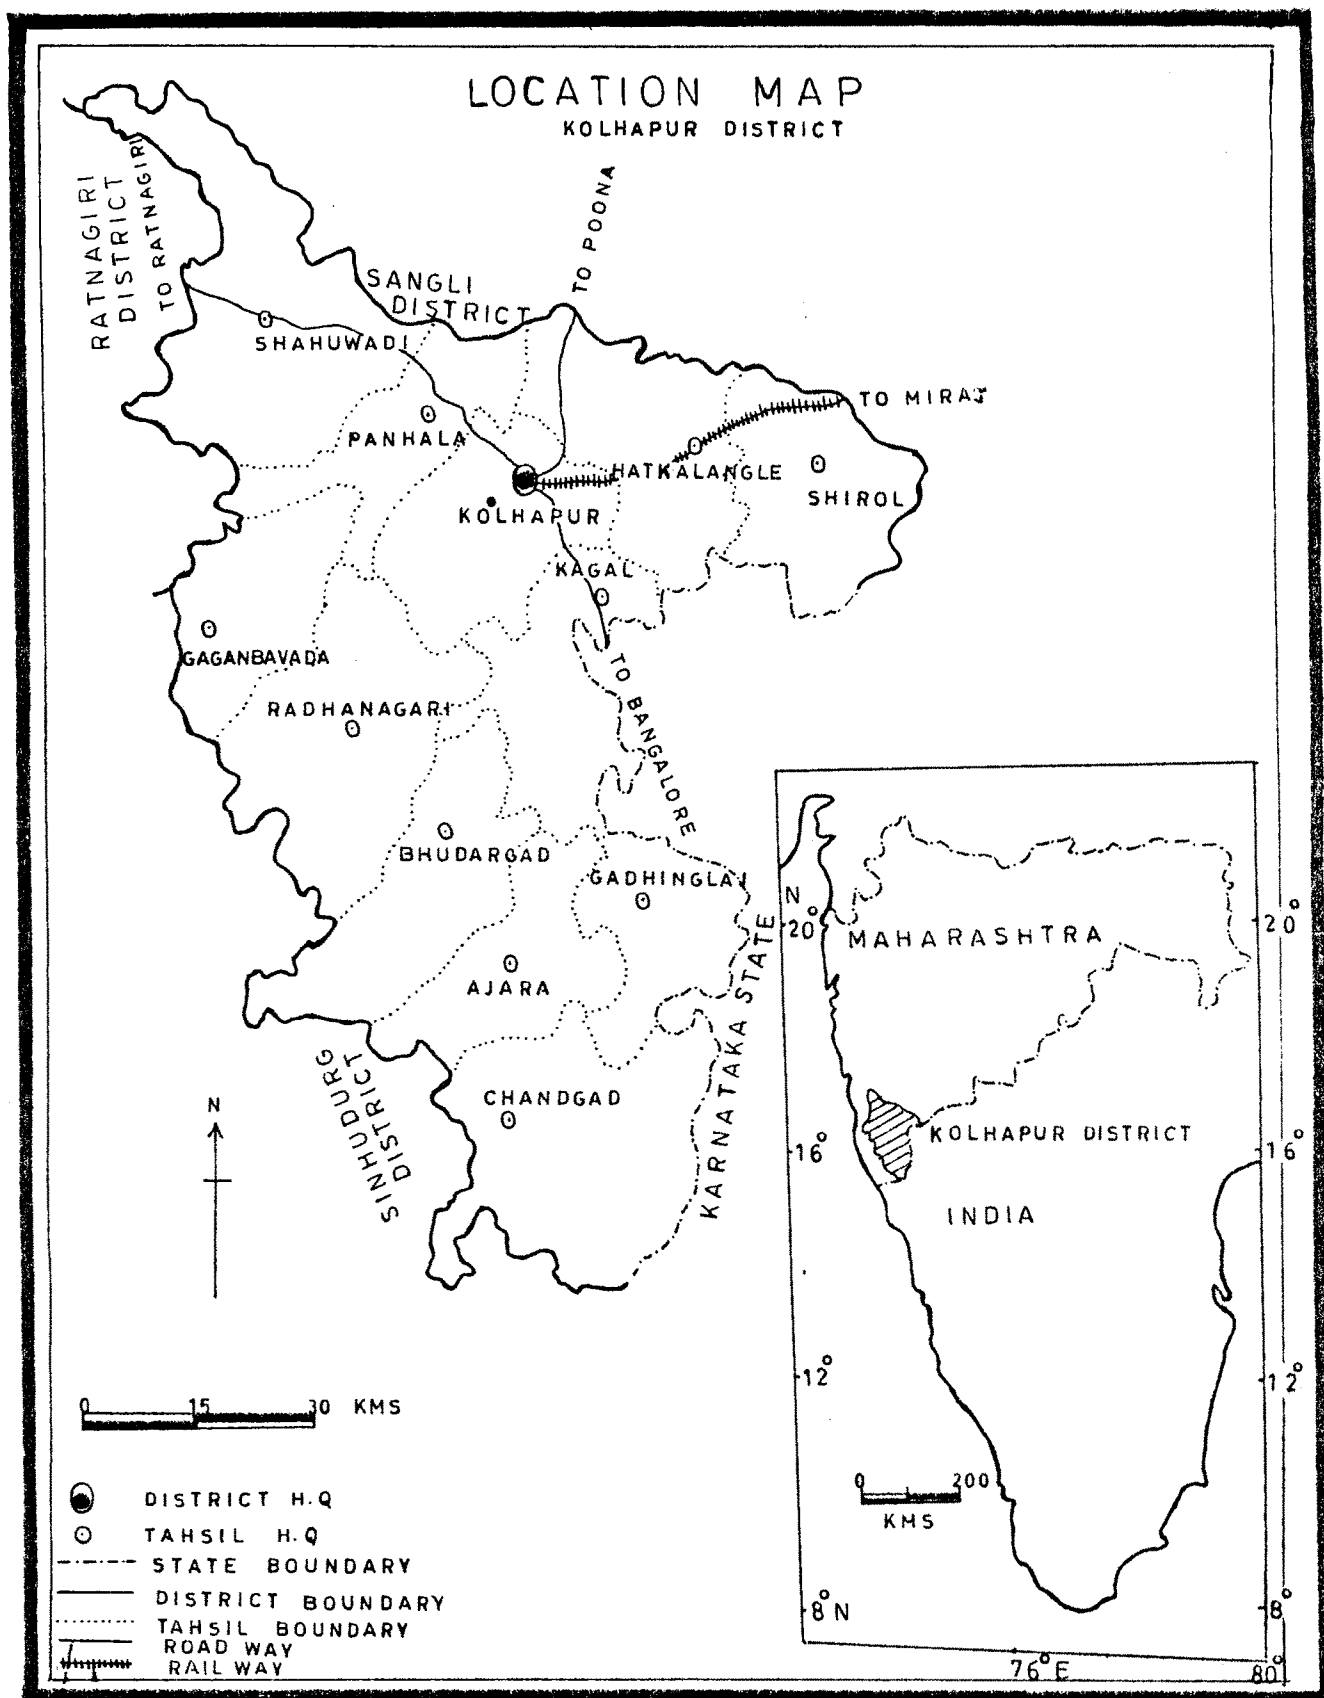 LOCATION MAP
KOLHAPUR DISTRICT
RATNAGIRI
DISTRICT
TO RATNAGIRI
TO POONA
SANGLI
DISTRICT
SHAHUWADI
TO MIRAJ
PANHALA
HATKALANGLE
SHIROL
KOLHAPUR
KAGAL
GAGANBAVADA
TO BANGALORE
RADHANAGARI
BHUDARGAD
GADHINGLAJ
AJARA
KARNATAKA STATE
CHANDGAD
SINHUDURG
DISTRICT
N
0 15 30 KMS
DISTRICT H.Q
TAHSIL H.Q
STATE BOUNDARY
DISTRICT BOUNDARY
TAHSIL BOUNDARY
ROAD WAY
RAIL WAY
N
20° 20°
MAHARASHTRA
KOLHAPUR DISTRICT
16° 16°
INDIA
12° 12°
0 200
KMS
8°N 8°
76°E 80°